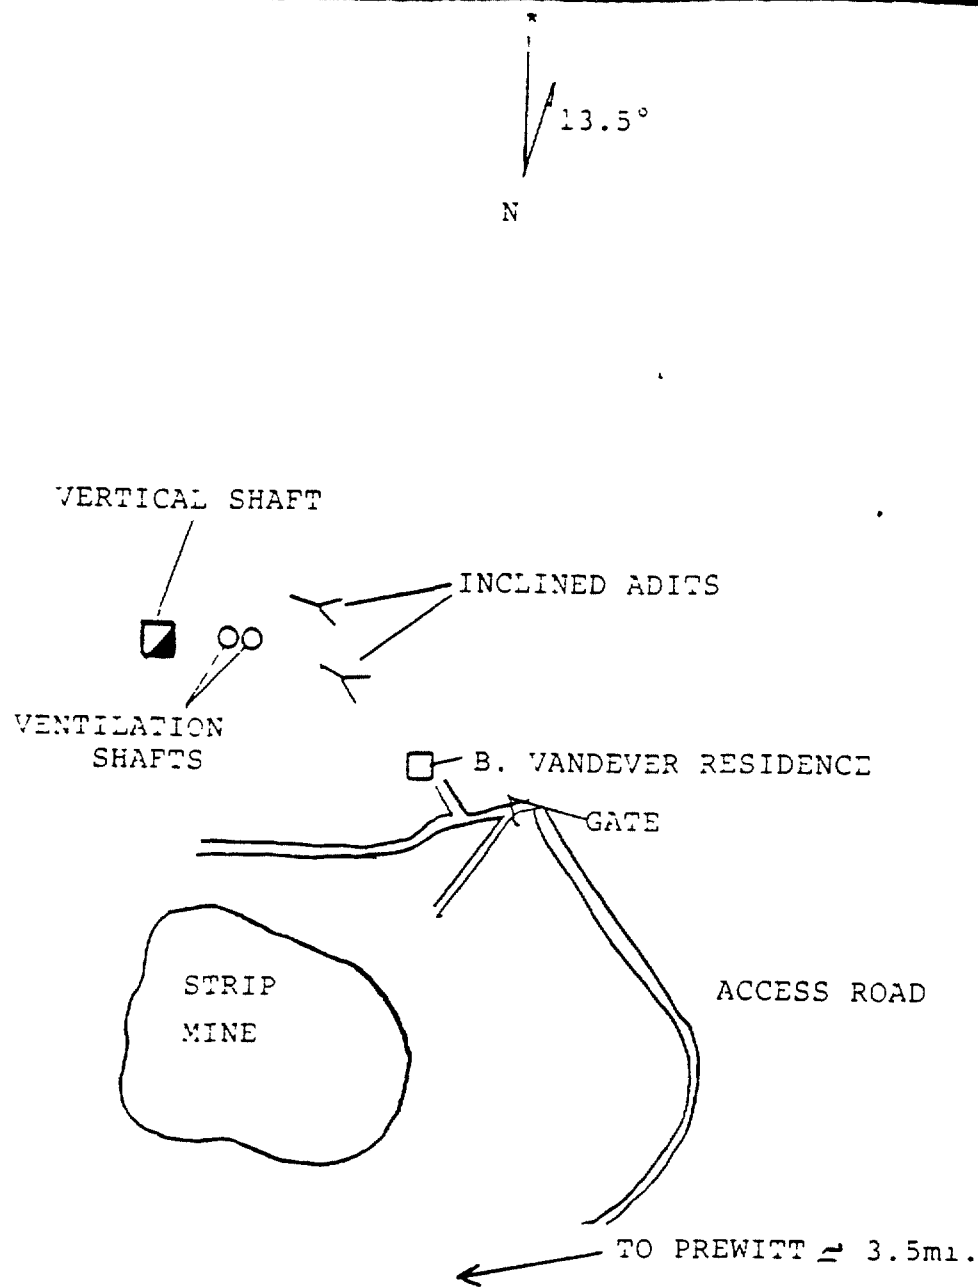 *
13.5°
N
VERTICAL SHAFT
INCLINED ADITS
VENTILATION
SHAFTS
B. VANDEVER RESIDENCE
GATE
STRIP
MINE
ACCESS ROAD
TO PREWITT ≃ 3.5mi.